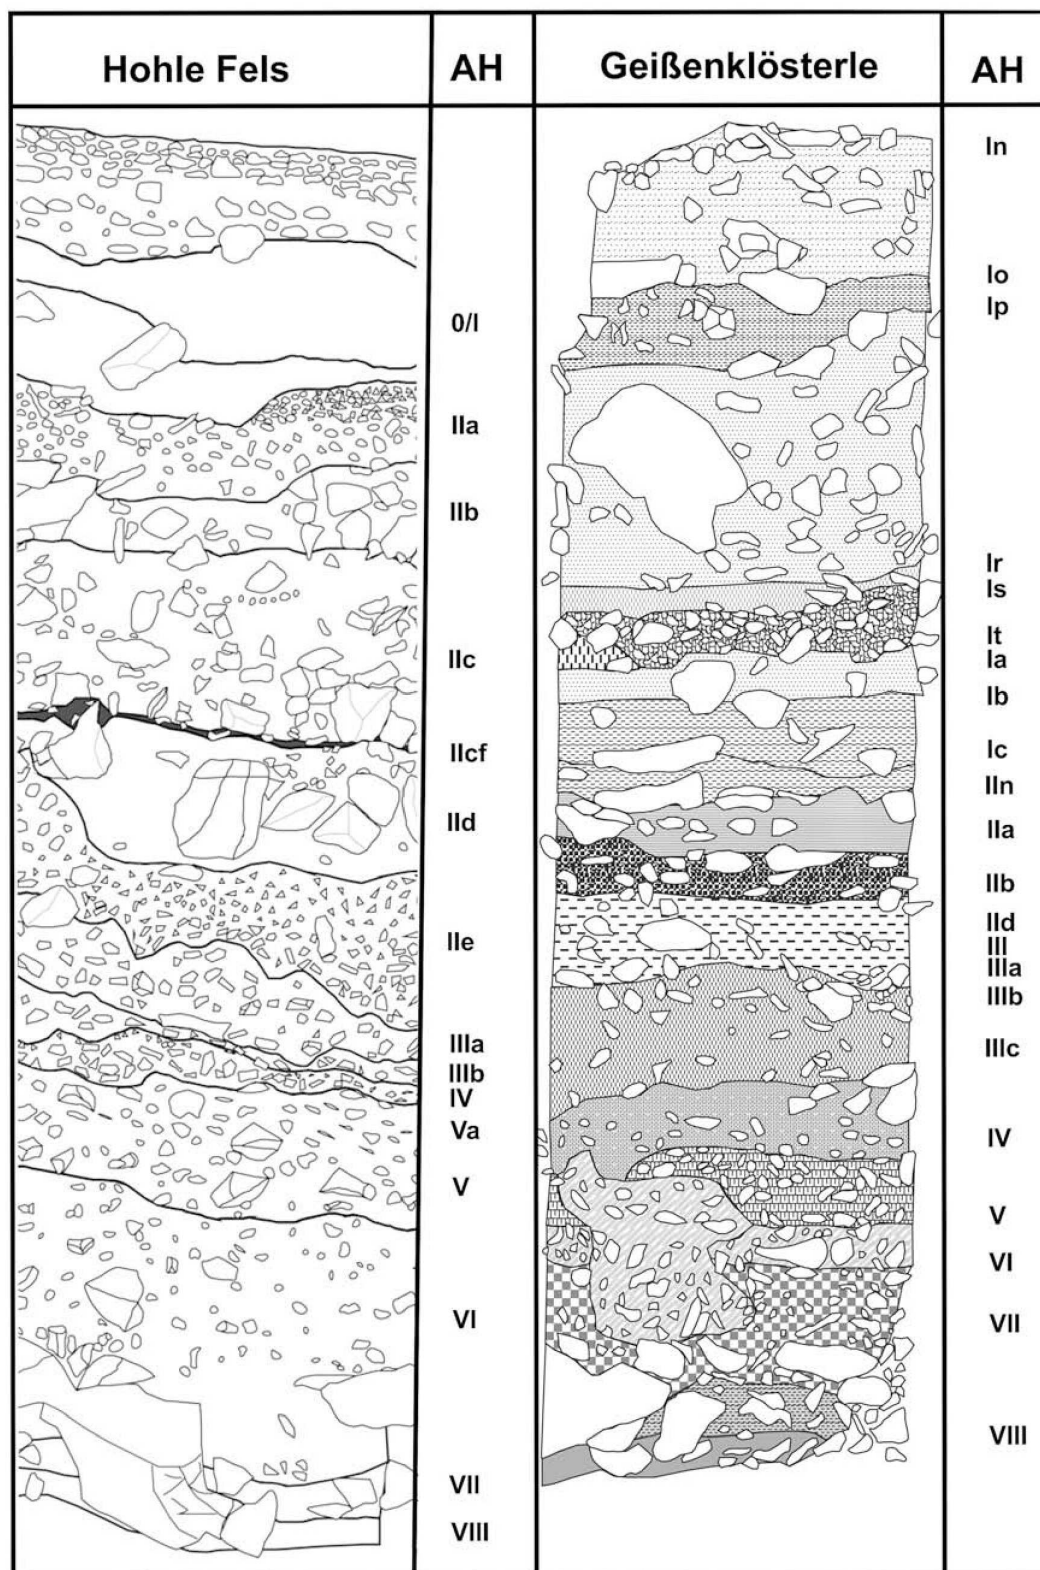 Hohle Fels
AH
Geißenklösterle
AH
0/I
IIa
IIb
IIc
IIcf
IId
IIe
IIIa
IIIb
IV
Va
V
VI
VII
VIII
In
Io
Ip
Ir
Is
It
Ia
Ib
Ic
IIn
IIa
IIb
IId
III
IIIa
IIIb
IIIc
IV
V
VI
VII
VIII